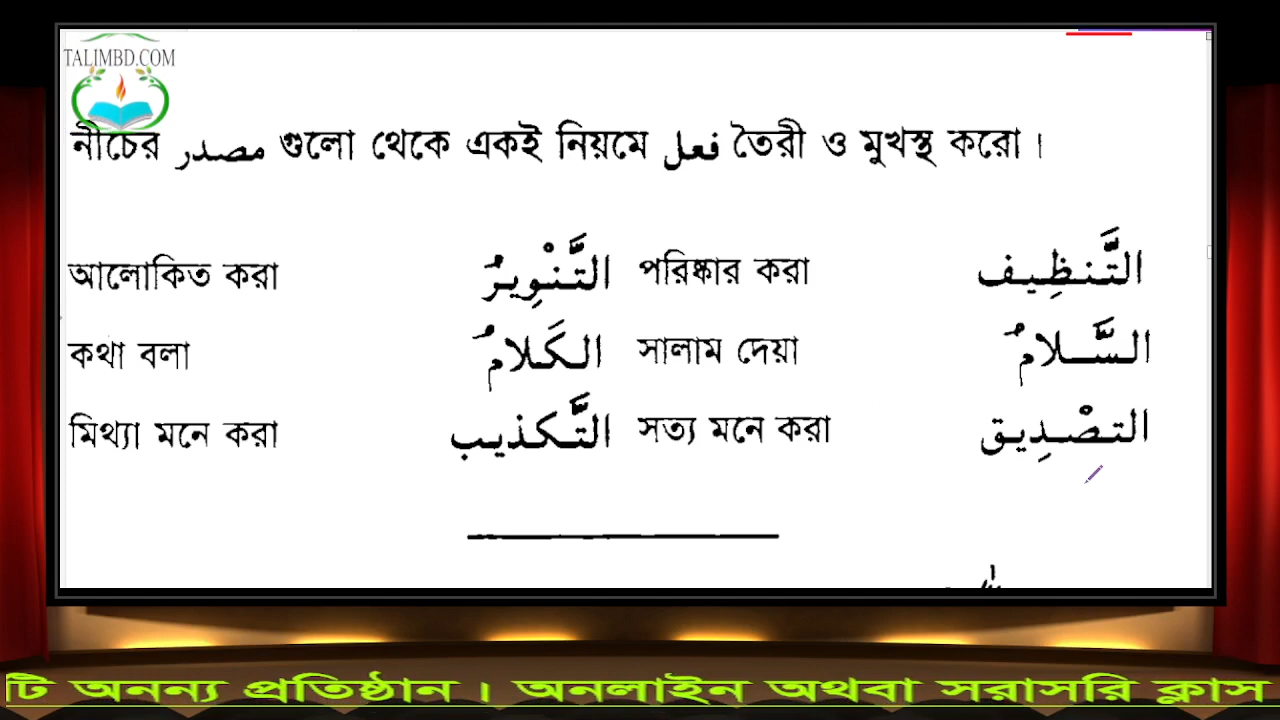 TALIMBD.COM
নীচের مصدر গুলো থেকে একই নিয়মে فعل তৈরী ও মুখস্থ করো।
আলোকিত করা التَّنْوِيرُ পরিষ্কার করা التَّنظِيف
কথা বলা الكَلامُ সালাম দেয়া السَّلامُ
মিথ্যা মনে করা التَّكذيب সত্য মনে করা التصْدِيق
টি অনন্য প্রতিষ্ঠান। অনলাইন অথবা সরাসরি ক্লাস